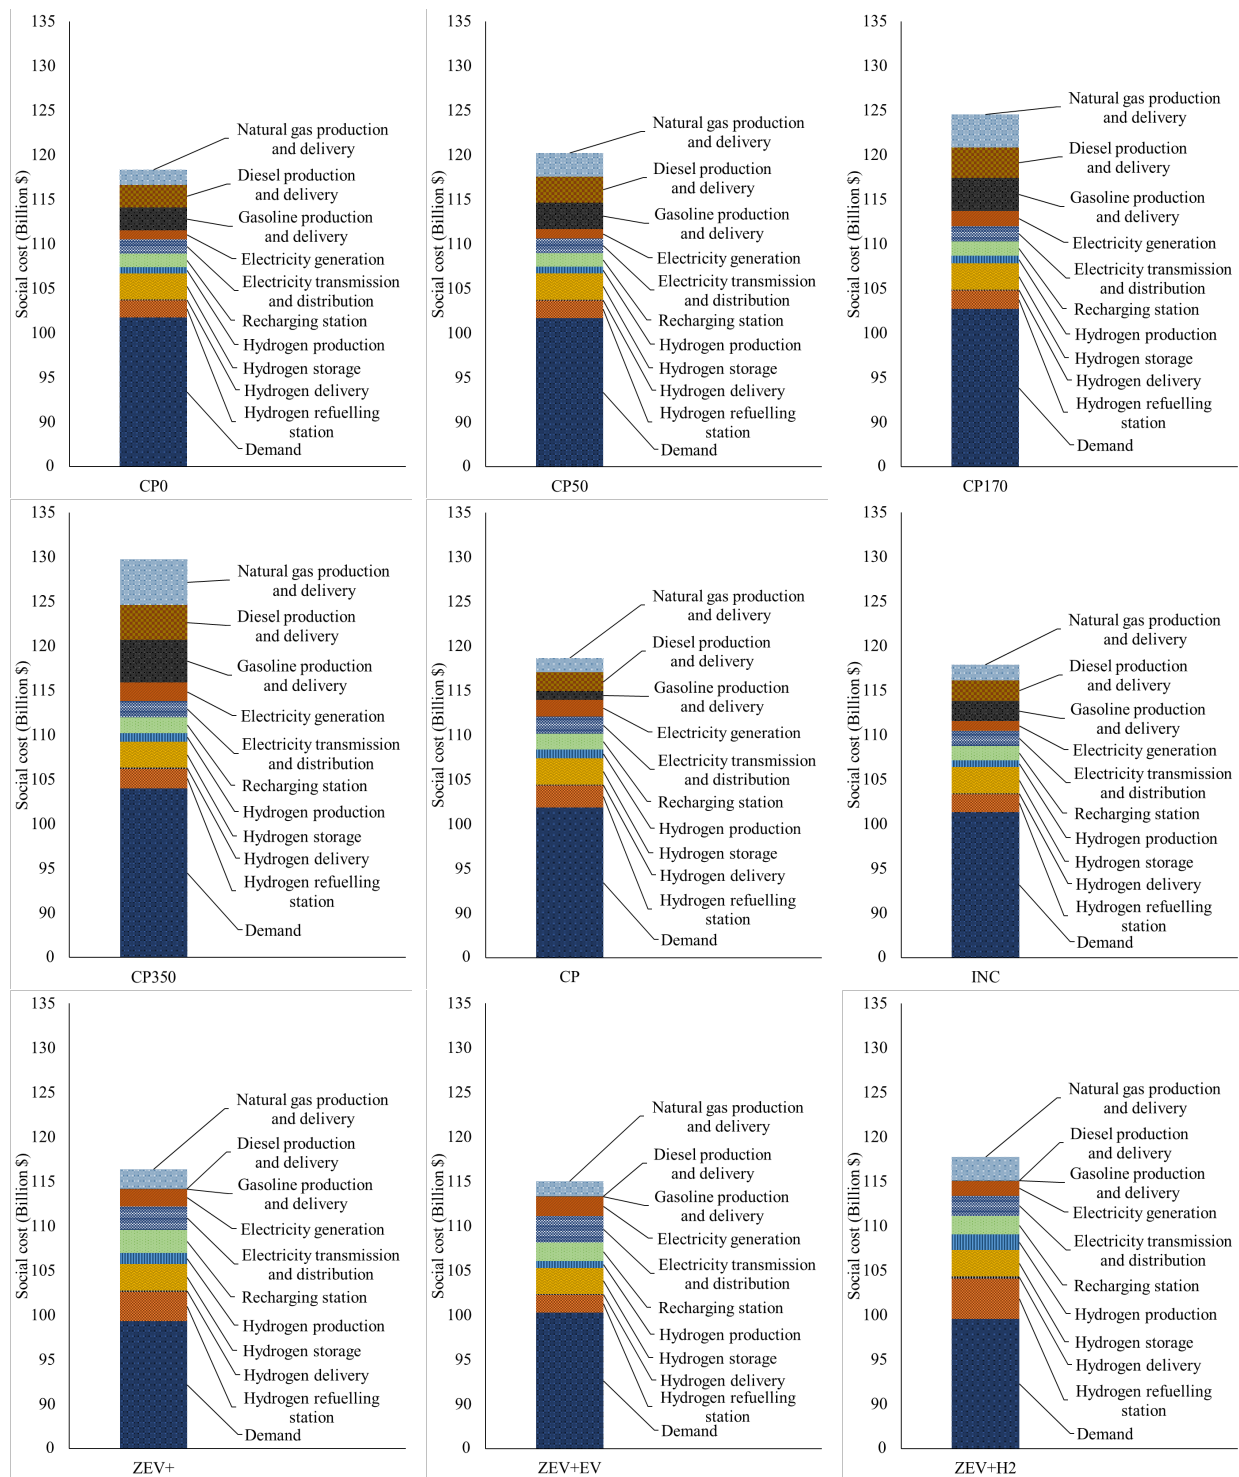 Social cost (Billion $)
135
130
125
120
115
110
105
100
95
90
0
Natural gas production
and delivery
Diesel production
and delivery
Gasoline production
and delivery
Electricity generation
Electricity transmission
and distribution
Recharging station
Hydrogen production
Hydrogen storage
Hydrogen delivery
Hydrogen refuelling
station
Demand
CP0
Social cost (Billion $)
135
130
125
120
115
110
105
100
95
90
0
Natural gas production
and delivery
Diesel production
and delivery
Gasoline production
and delivery
Electricity generation
Electricity transmission
and distribution
Recharging station
Hydrogen production
Hydrogen storage
Hydrogen delivery
Hydrogen refuelling
station
Demand
CP50
Social cost (Billion $)
135
130
125
120
115
110
105
100
95
90
0
Natural gas production
and delivery
Diesel production
and delivery
Gasoline production
and delivery
Electricity generation
Electricity transmission
and distribution
Recharging station
Hydrogen production
Hydrogen storage
Hydrogen delivery
Hydrogen refuelling
station
Demand
CP170
Social cost (Billion $)
135
130
125
120
115
110
105
100
95
90
0
Natural gas production
and delivery
Diesel production
and delivery
Gasoline production
and delivery
Electricity generation
Electricity transmission
and distribution
Recharging station
Hydrogen production
Hydrogen storage
Hydrogen delivery
Hydrogen refuelling
station
Demand
CP350
Social cost (Billion $)
135
130
125
120
115
110
105
100
95
90
0
Natural gas production
and delivery
Diesel production
and delivery
Gasoline production
and delivery
Electricity generation
Electricity transmission
and distribution
Recharging station
Hydrogen production
Hydrogen storage
Hydrogen delivery
Hydrogen refuelling
station
Demand
CP
Social cost (Billion $)
135
130
125
120
115
110
105
100
95
90
0
Natural gas production
and delivery
Diesel production
and delivery
Gasoline production
and delivery
Electricity generation
Electricity transmission
and distribution
Recharging station
Hydrogen production
Hydrogen storage
Hydrogen delivery
Hydrogen refuelling
station
Demand
INC
Social cost (Billion $)
135
130
125
120
115
110
105
100
95
90
0
Natural gas production
and delivery
Diesel production
and delivery
Gasoline production
and delivery
Electricity generation
Electricity transmission
and distribution
Recharging station
Hydrogen production
Hydrogen storage
Hydrogen delivery
Hydrogen refuelling
station
Demand
ZEV+
Social cost (Billion $)
135
130
125
120
115
110
105
100
95
90
0
Natural gas production
and delivery
Diesel production
and delivery
Gasoline production
and delivery
Electricity generation
Electricity transmission
and distribution
Recharging station
Hydrogen production
Hydrogen storage
Hydrogen delivery
Hydrogen refuelling
station
Demand
ZEV+EV
Social cost (Billion $)
135
130
125
120
115
110
105
100
95
90
0
Natural gas production
and delivery
Diesel production
and delivery
Gasoline production
and delivery
Electricity generation
Electricity transmission
and distribution
Recharging station
Hydrogen production
Hydrogen storage
Hydrogen delivery
Hydrogen refuelling
station
Demand
ZEV+H2